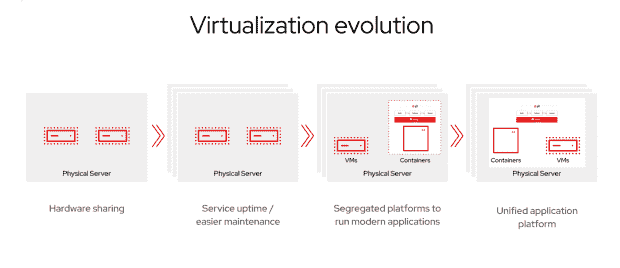 Virtualization evolution
VMs
Containers
Containers
VMs
Physical Server
Physical Server
Physical Server
Physical Server
Hardware sharing
Service uptime /
easier maintenance
Segregated platforms to
run modern applications
Unified application
platform